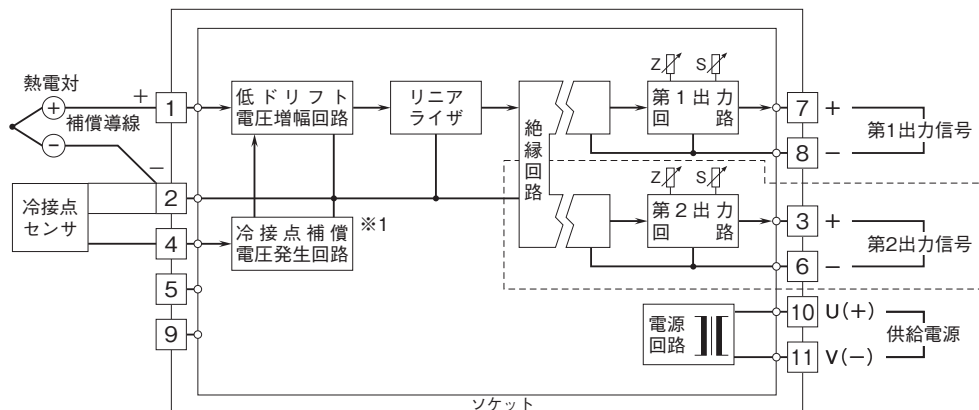 熱電対
+
1
補償導線
+
−
−
2
冷接点
センサ
4
5
9
低ドリフト
電圧増幅回路
リニア
ライザ
冷接点補償
電圧発生回路
※1
絶縁回路
Z
S
第1出力
回路
7
+
第1出力信号
8
−
Z
S
第2出力
回路
3
+
第2出力信号
6
−
電源
回路
10
U(+)
供給電源
11
V(−)
ソケット